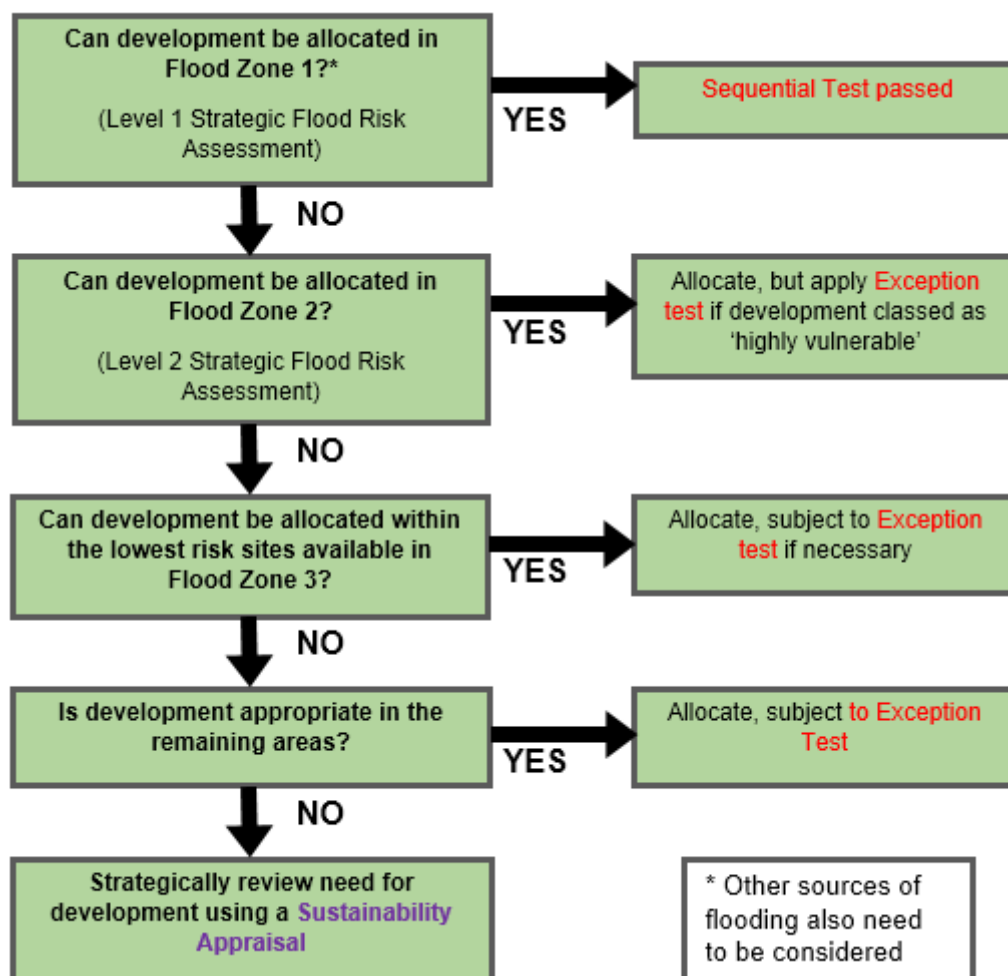 Can development be allocated in
Flood Zone 1?*
(Level 1 Strategic Flood Risk
Assessment)
YES
Sequential Test passed
NO
Can development be allocated in
Flood Zone 2?
(Level 2 Strategic Flood Risk
Assessment)
YES
Allocate, but apply Exception
test if development classed as
‘highly vulnerable’
NO
Can development be allocated within
the lowest risk sites available in
Flood Zone 3?
YES
Allocate, subject to Exception
test if necessary
NO
Is development appropriate in the
remaining areas?
YES
Allocate, subject to Exception
Test
NO
Strategically review need for
development using a Sustainability
Appraisal
* Other sources of
flooding also need
to be considered